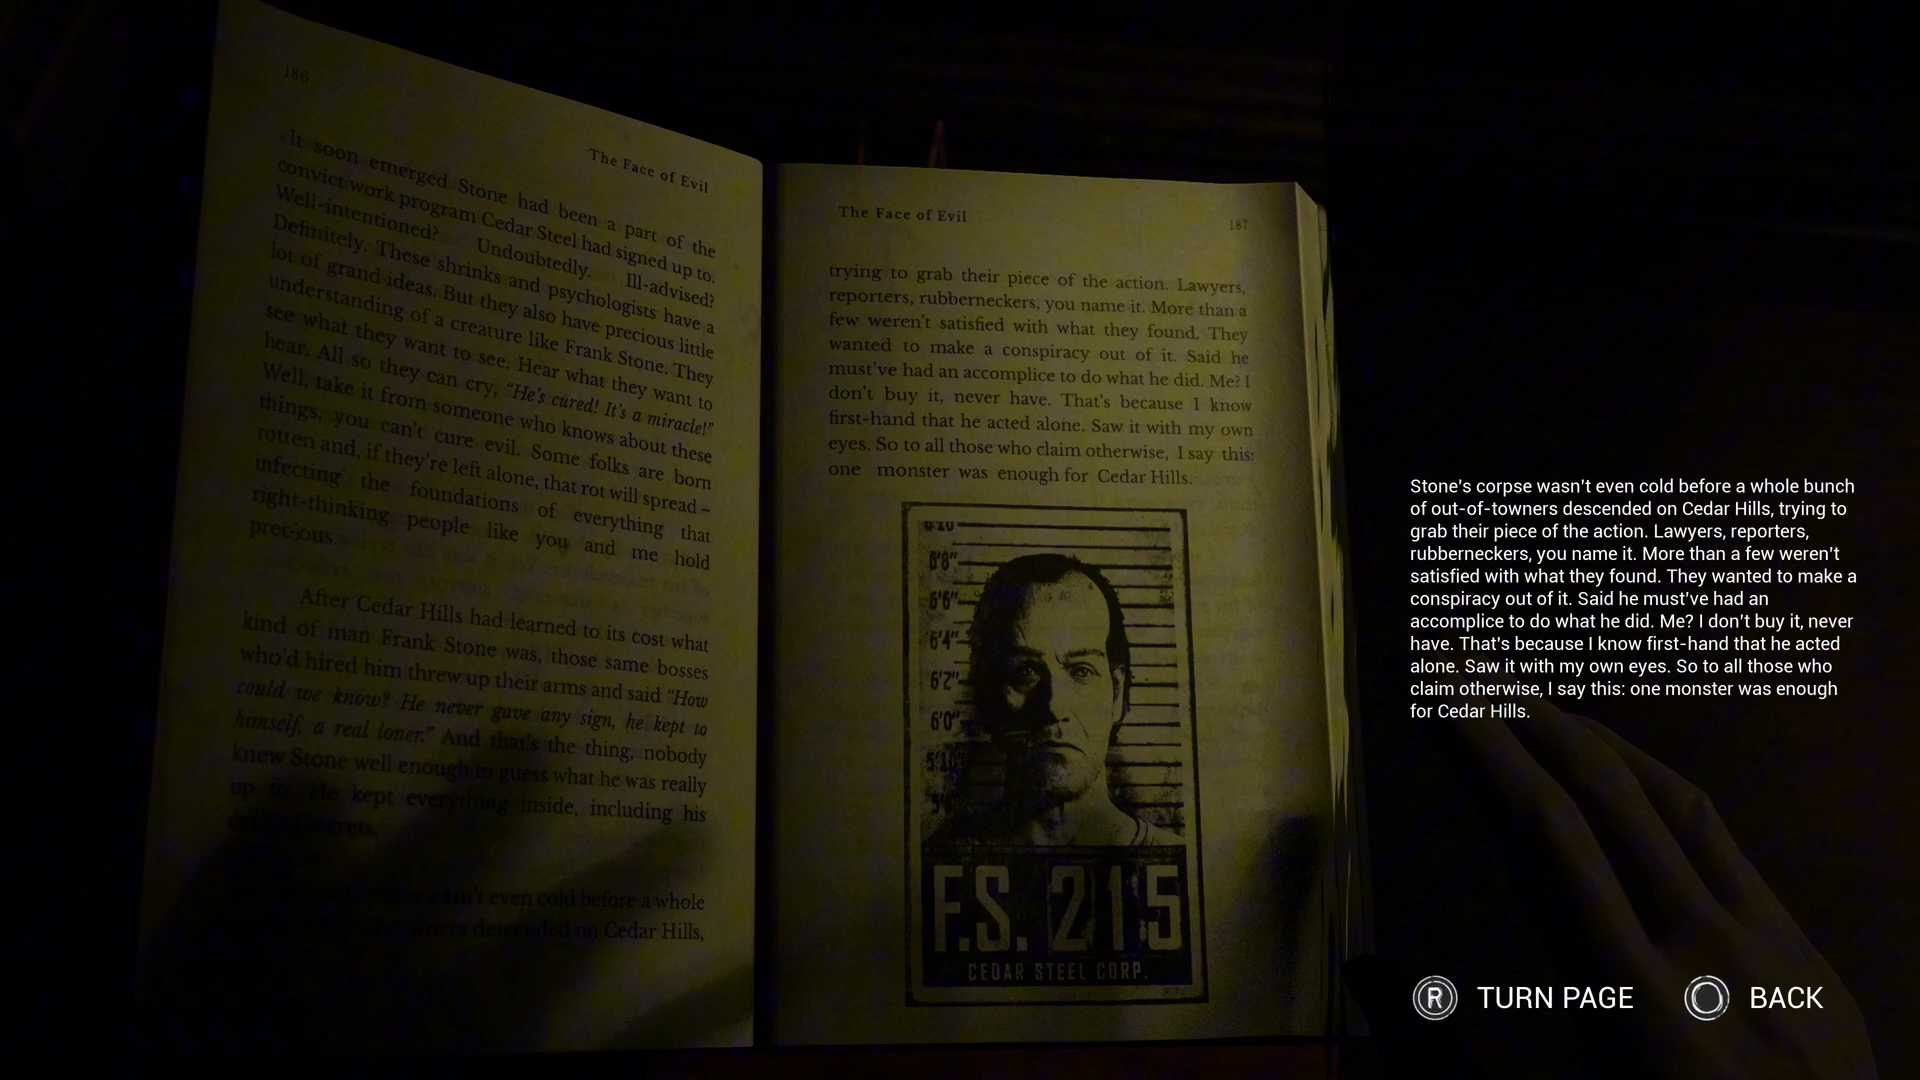 186
The Face of Evil
It soon emerged Stone had been a part of the
convict work program Cedar Steel had signed up to.
Well-intentioned? Undoubtedly. Ill-advised?
Definitely. These shrinks and psychologists have a
lot of grand ideas. But they also have precious little
understanding of a creature like Frank Stone. They
see what they want to see. Hear what they want to
hear. All so they can cry, “He’s cured! It’s a miracle!”
Well, take it from someone who knows about these
things, you can’t cure evil. Some folks are born
rotten and, if they’re left alone, that rot will spread –
infecting the foundations of everything that
right-thinking people like you and me hold
precious.
After Cedar Hills had learned to its cost what
kind of man Frank Stone was, those same bosses
who’d hired him threw up their arms and said “How
could we know? He never gave any sign, he kept to
himself, a real loner.” And that’s the thing, nobody
knew Stone well enough to guess what he was really
up to. He kept everything inside, including his
secrets.
wasn’t even cold before a whole
descended on Cedar Hills,
The Face of Evil
187
trying to grab their piece of the action. Lawyers,
reporters, rubberneckers, you name it. More than a
few weren’t satisfied with what they found. They
wanted to make a conspiracy out of it. Said he
must’ve had an accomplice to do what he did. Me? I
don’t buy it, never have. That’s because I know
first-hand that he acted alone. Saw it with my own
eyes. So to all those who claim otherwise, I say this:
one monster was enough for Cedar Hills.
6'10
6'8"
6'6"
6'4"
6'2"
6'0"
5'10
F.S. 215
CEDAR STEEL CORP.
Stone's corpse wasn't even cold before a whole bunch
of out-of-towners descended on Cedar Hills, trying to
grab their piece of the action. Lawyers, reporters,
rubberneckers, you name it. More than a few weren't
satisfied with what they found. They wanted to make a
conspiracy out of it. Said he must've had an
accomplice to do what he did. Me? I don't buy it, never
have. That's because I know first-hand that he acted
alone. Saw it with my own eyes. So to all those who
claim otherwise, I say this: one monster was enough
for Cedar Hills.
R TURN PAGE
BACK